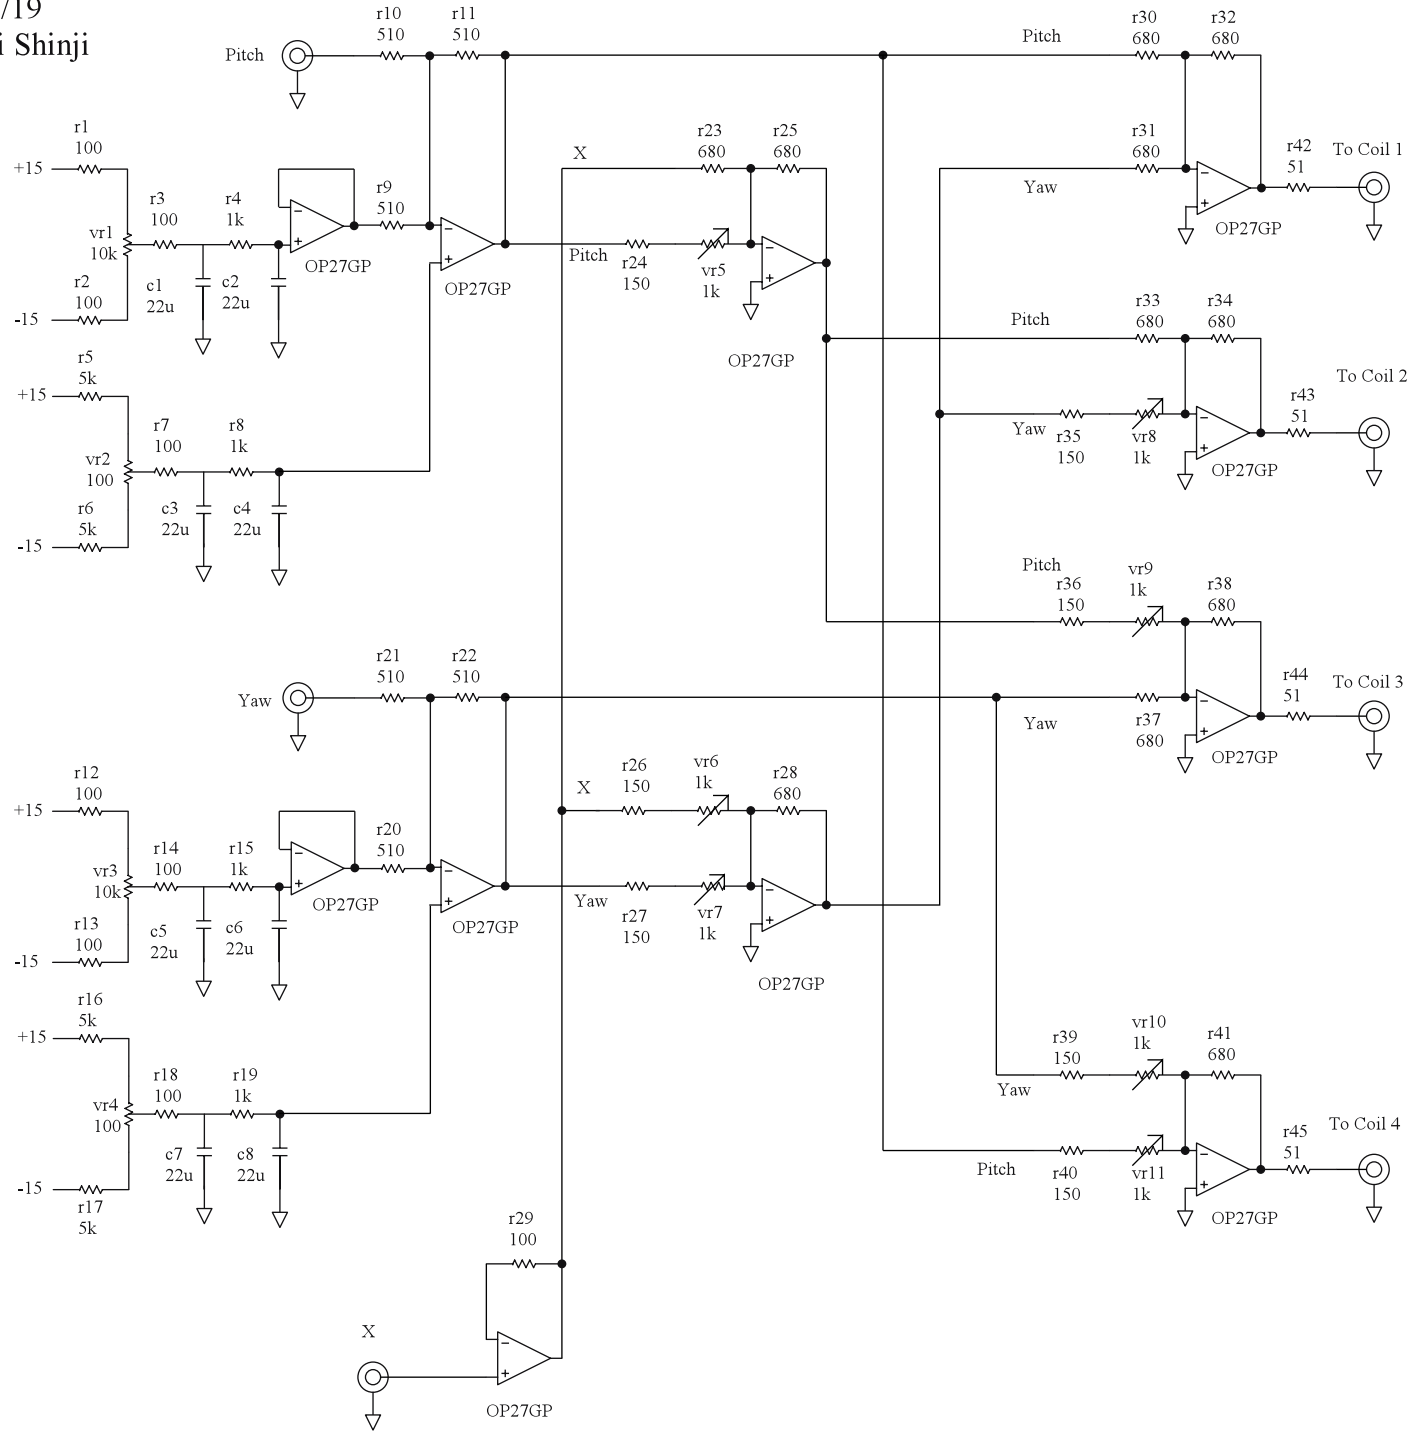 /19
i Shinji
Pitch
r10
510
r11
510
Pitch
r30
680
r32
680
r1
100
+15
r3
100
r4
1k
r9
510
vr1
10k
OP27GP
r2
100
c1
22u
c2
22u
-15
OP27GP
X
r23
680
r25
680
Pitch
r24
150
vr5
1k
OP27GP
r31
680
Yaw
r42
51
To Coil 1
OP27GP
r5
5k
+15
r7
100
r8
1k
vr2
100
r6
5k
c3
22u
c4
22u
-15
Pitch
r33
680
r34
680
Yaw
r35
150
vr8
1k
r43
51
To Coil 2
OP27GP
Pitch
r36
150
vr9
1k
r38
680
Yaw
r37
680
r44
51
To Coil 3
OP27GP
Yaw
r21
510
r22
510
r12
100
+15
r14
100
r15
1k
r20
510
vr3
10k
OP27GP
r13
100
c5
22u
c6
22u
-15
OP27GP
X
r26
150
vr6
1k
r28
680
Yaw
r27
150
vr7
1k
OP27GP
r16
5k
+15
r18
100
r19
1k
vr4
100
c7
22u
c8
22u
-15
r17
5k
r39
150
vr10
1k
r41
680
Yaw
Pitch
r40
150
vr11
1k
r45
51
To Coil 4
OP27GP
r29
100
X
OP27GP